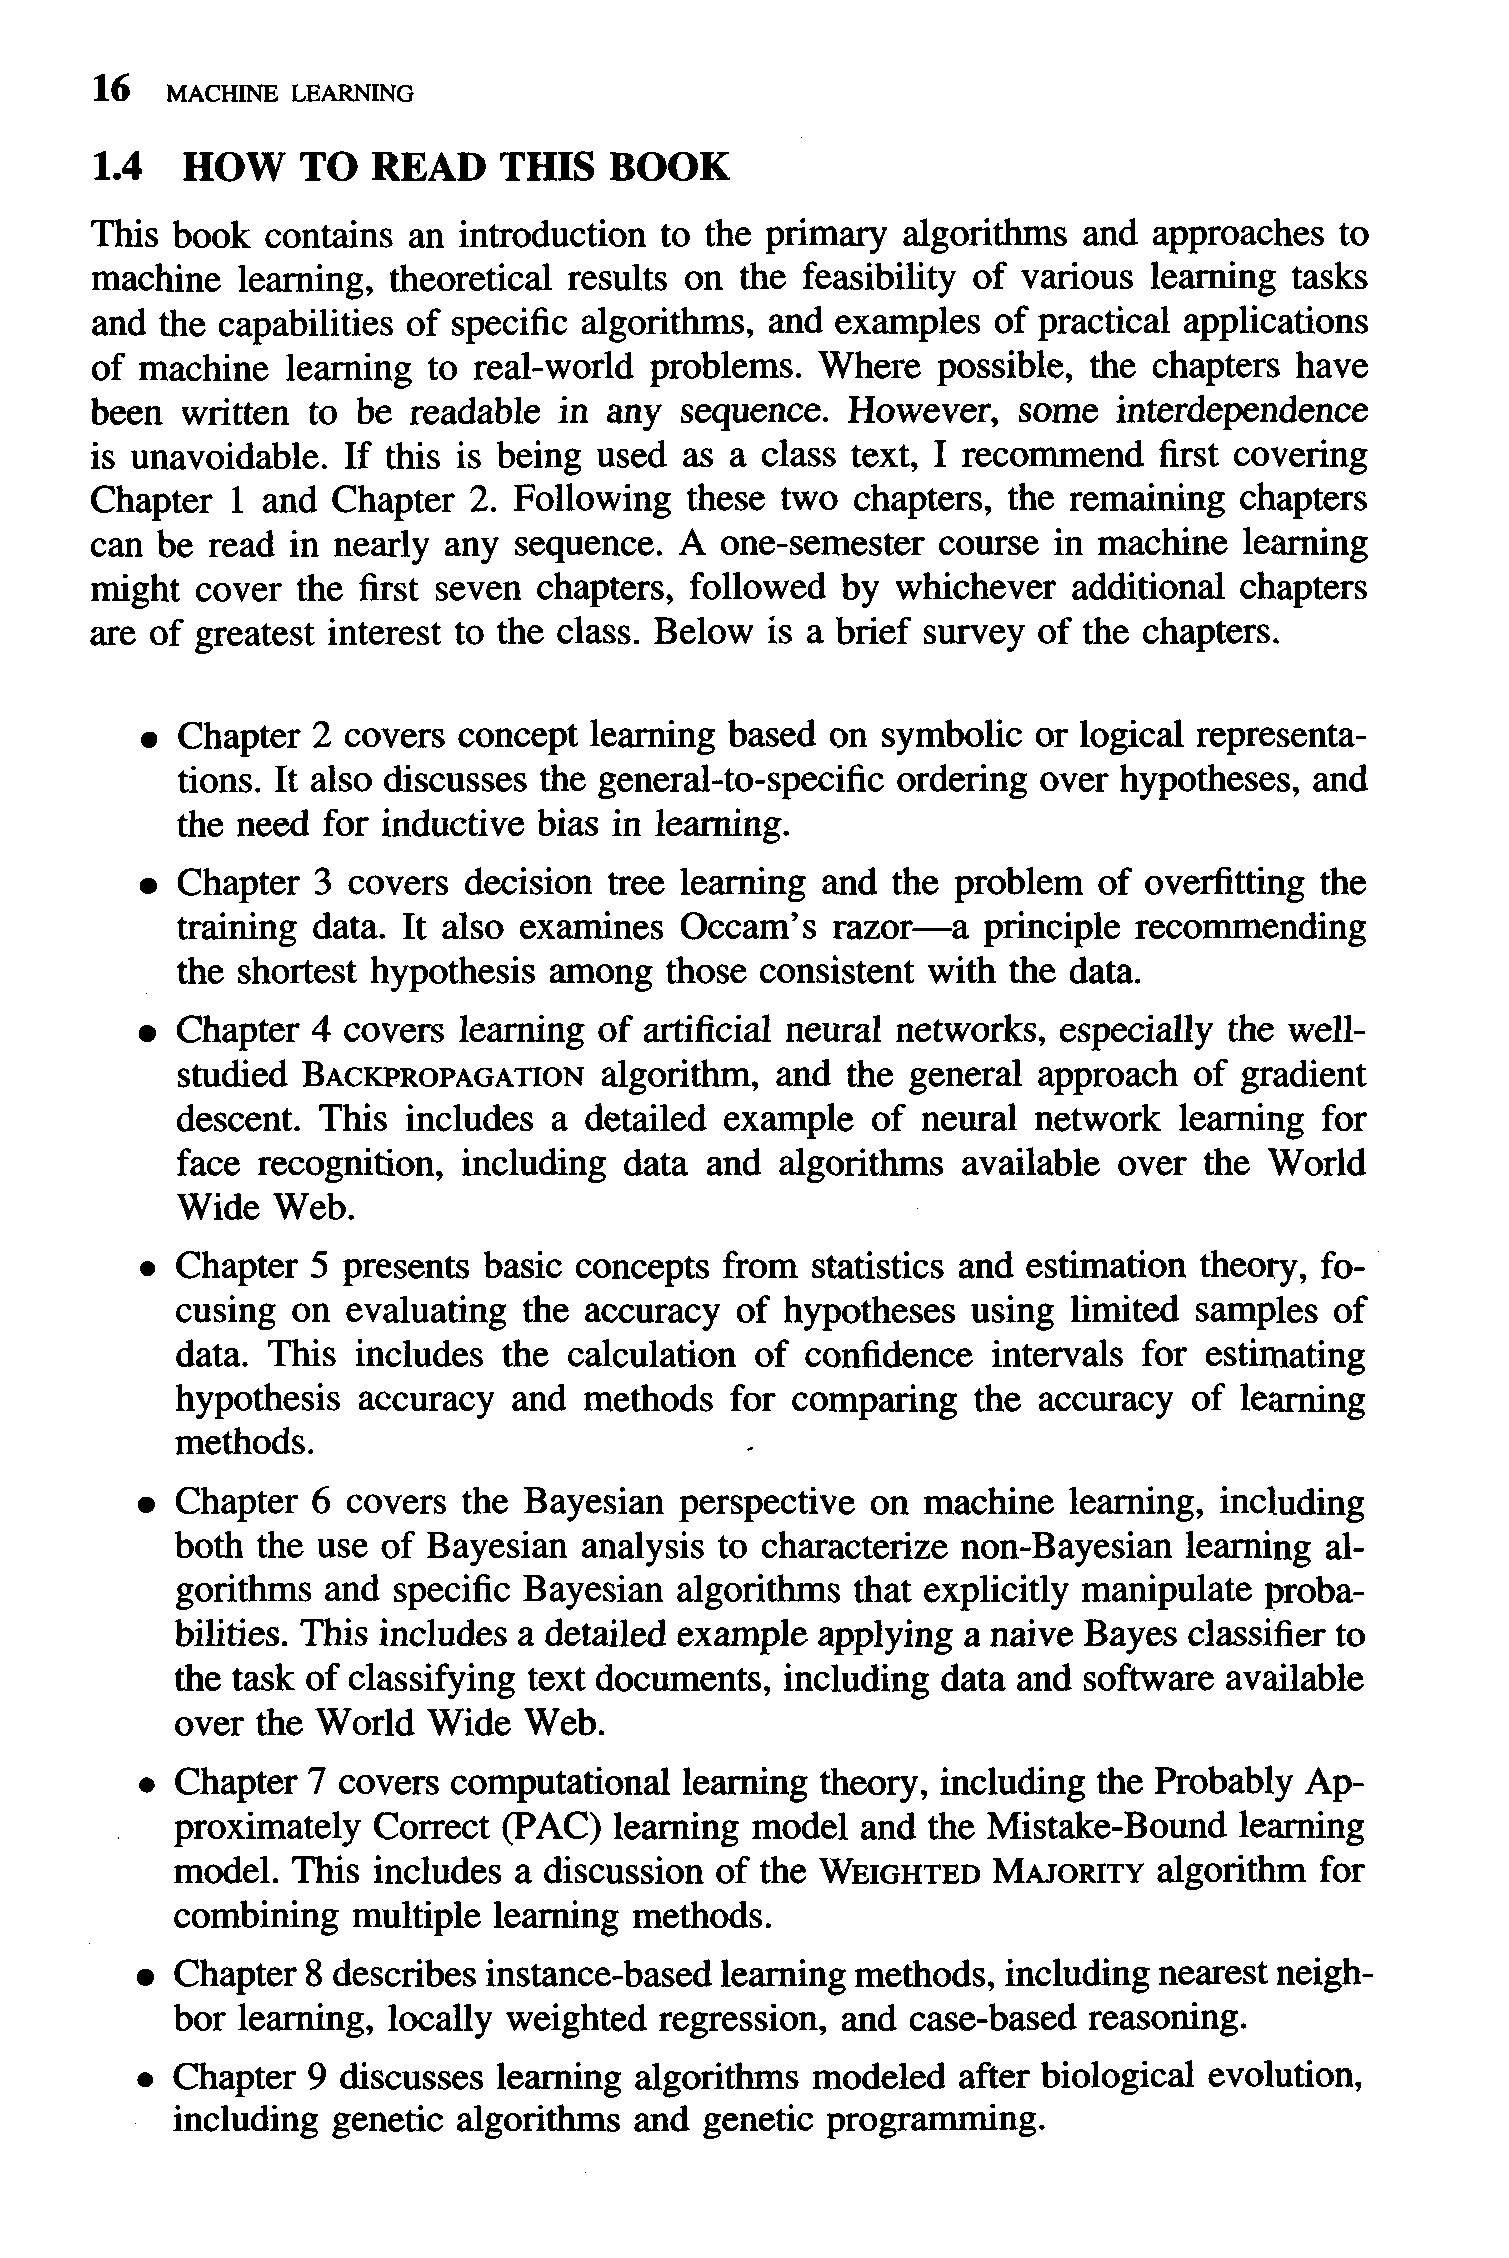 16 MACHINE LEARNING
1.4 HOW TO READ THIS BOOK
This book contains an introduction to the primary algorithms and approaches to
machine learning, theoretical results on the feasibility of various learning tasks
and the capabilities of specific algorithms, and examples of practical applications
of machine learning to real-world problems. Where possible, the chapters have
been written to be readable in any sequence. However, some interdependence
is unavoidable. If this is being used as a class text, I recommend first covering
Chapter 1 and Chapter 2. Following these two chapters, the remaining chapters
can be read in nearly any sequence. A one-semester course in machine learning
might cover the first seven chapters, followed by whichever additional chapters
are of greatest interest to the class. Below is a brief survey of the chapters.
• Chapter 2 covers concept learning based on symbolic or logical representa-
tions. It also discusses the general-to-specific ordering over hypotheses, and
the need for inductive bias in learning.
• Chapter 3 covers decision tree learning and the problem of overfitting the
training data. It also examines Occam's razor—a principle recommending
the shortest hypothesis among those consistent with the data.
• Chapter 4 covers learning of artificial neural networks, especially the well-
studied BACKPROPAGATION algorithm, and the general approach of gradient
descent. This includes a detailed example of neural network learning for
face recognition, including data and algorithms available over the World
Wide Web.
• Chapter 5 presents basic concepts from statistics and estimation theory, fo-
cusing on evaluating the accuracy of hypotheses using limited samples of
data. This includes the calculation of confidence intervals for estimating
hypothesis accuracy and methods for comparing the accuracy of learning
methods.
• Chapter 6 covers the Bayesian perspective on machine learning, including
both the use of Bayesian analysis to characterize non-Bayesian learning al-
gorithms and specific Bayesian algorithms that explicitly manipulate proba-
bilities. This includes a detailed example applying a naive Bayes classifier to
the task of classifying text documents, including data and software available
over the World Wide Web.
• Chapter 7 covers computational learning theory, including the Probably Ap-
proximately Correct (PAC) learning model and the Mistake-Bound learning
model. This includes a discussion of the WEIGHTED MAJORITY algorithm for
combining multiple learning methods.
• Chapter 8 describes instance-based learning methods, including nearest neigh-
bor learning, locally weighted regression, and case-based reasoning.
• Chapter 9 discusses learning algorithms modeled after biological evolution,
including genetic algorithms and genetic programming.